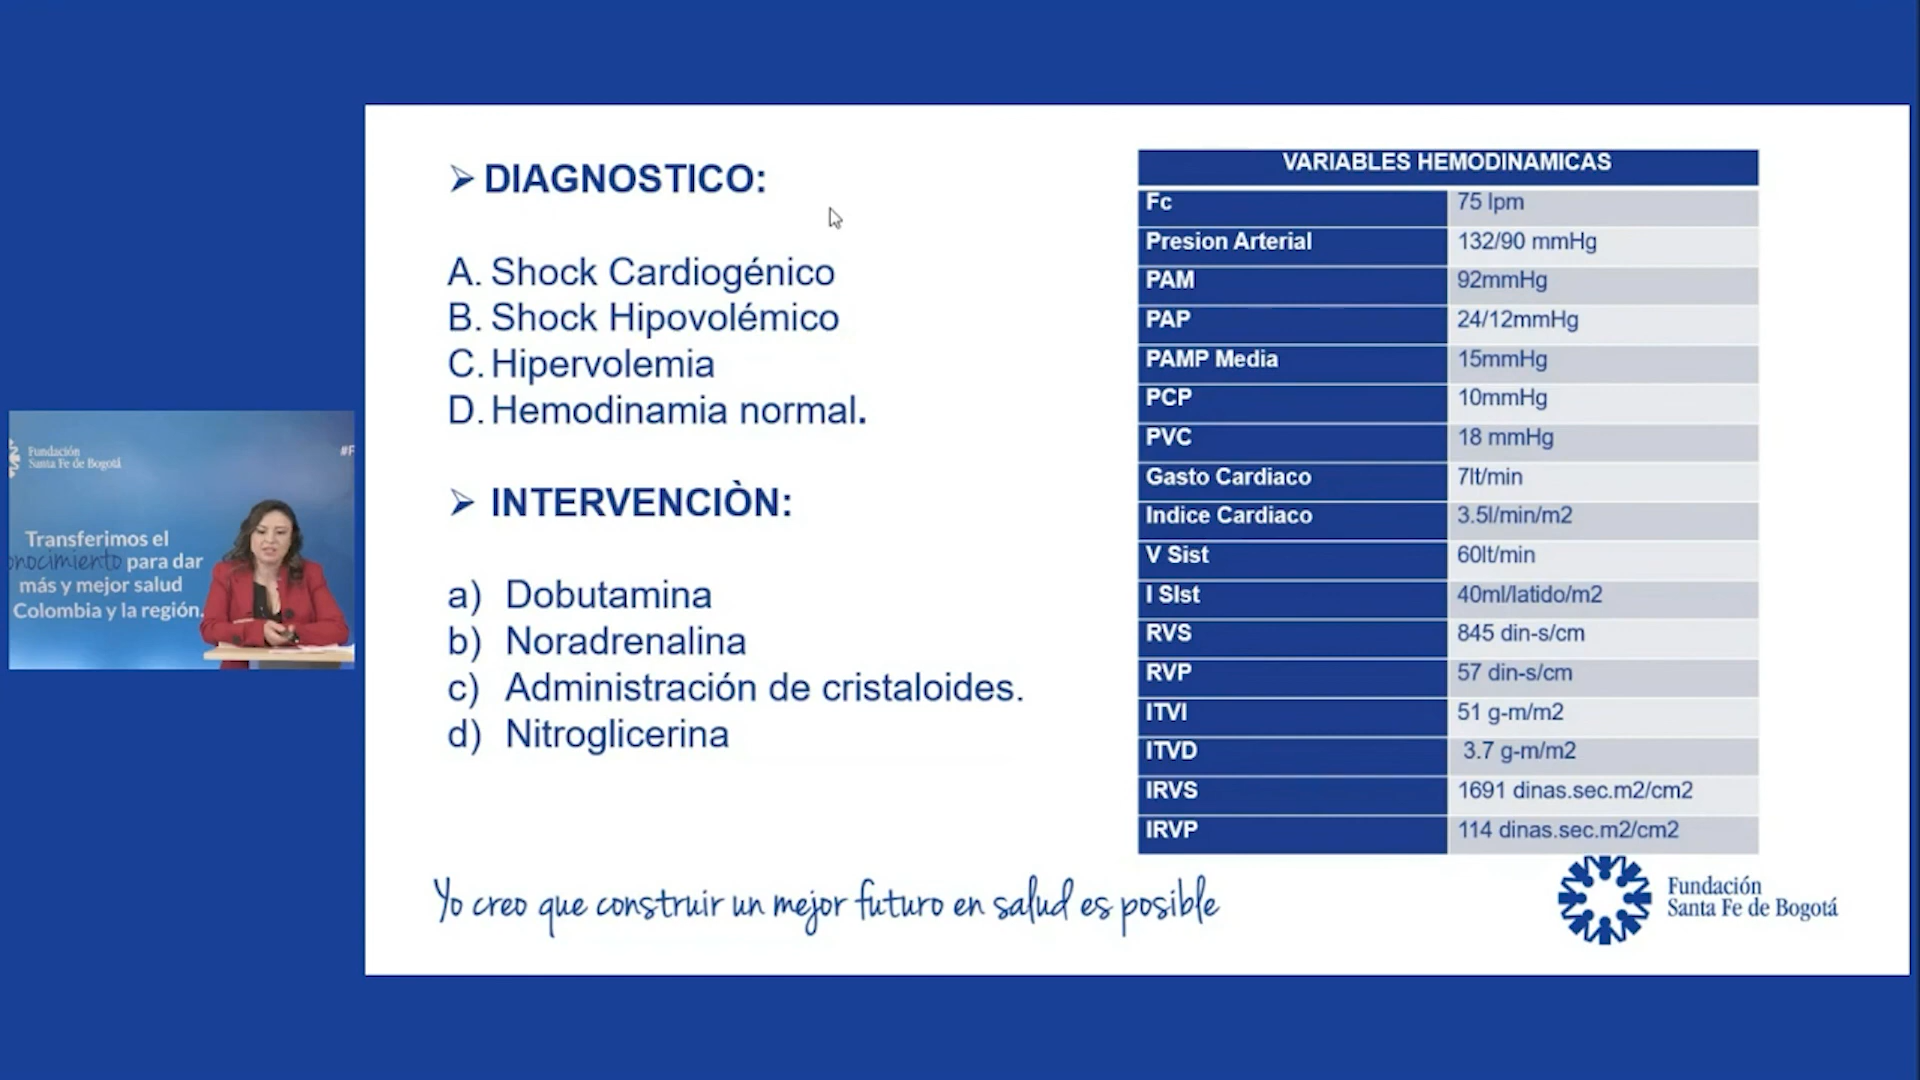 DIAGNOSTICO:
A. Shock Cardiogénico
B. Shock Hipovolémico
C. Hipervolemia
D. Hemodinamia normal.
INTERVENCIÒN:
a) Dobutamina
b) Noradrenalina
c) Administración de cristaloides.
d) Nitroglicerina
VARIABLES HEMODINAMICAS
Fc 75 lpm
Presion Arterial 132/90 mmHg
PAM 92mmHg
PAP 24/12mmHg
PAMP Media 15mmHg
PCP 10mmHg
PVC 18 mmHg
Gasto Cardiaco 7lt/min
Indice Cardiaco 3.5l/min/m2
V Sist 60lt/min
I SIst 40ml/latido/m2
RVS 845 din-s/cm
RVP 57 din-s/cm
ITVI 51 g-m/m2
ITVD 3.7 g-m/m2
IRVS 1691 dinas.sec.m2/cm2
IRVP 114 dinas.sec.m2/cm2
Yo creo que construir un mejor futuro en salud es posible
Fundación
Santa Fe de Bogotá
Fundación
Santa Fe de Bogotá
#F
Transferimos el
onocimiento para dar
más y mejor salud
Colombia y la región.